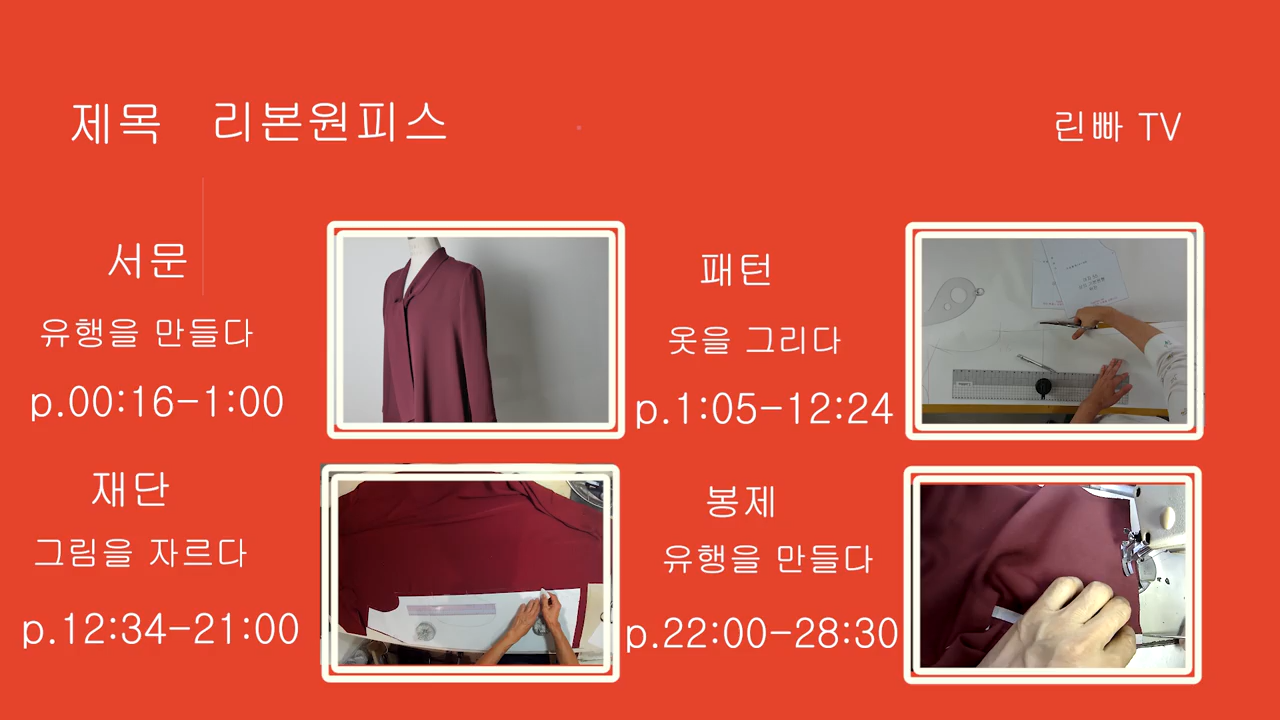 제목 리본원피스
린빠 TV
서문
유행을 만들다
p.00:16-1:00
패턴
옷을 그리다
p.1:05-12:24
재단
그림을 자르다
p.12:34-21:00
봉제
유행을 만들다
p.22:00-28:30